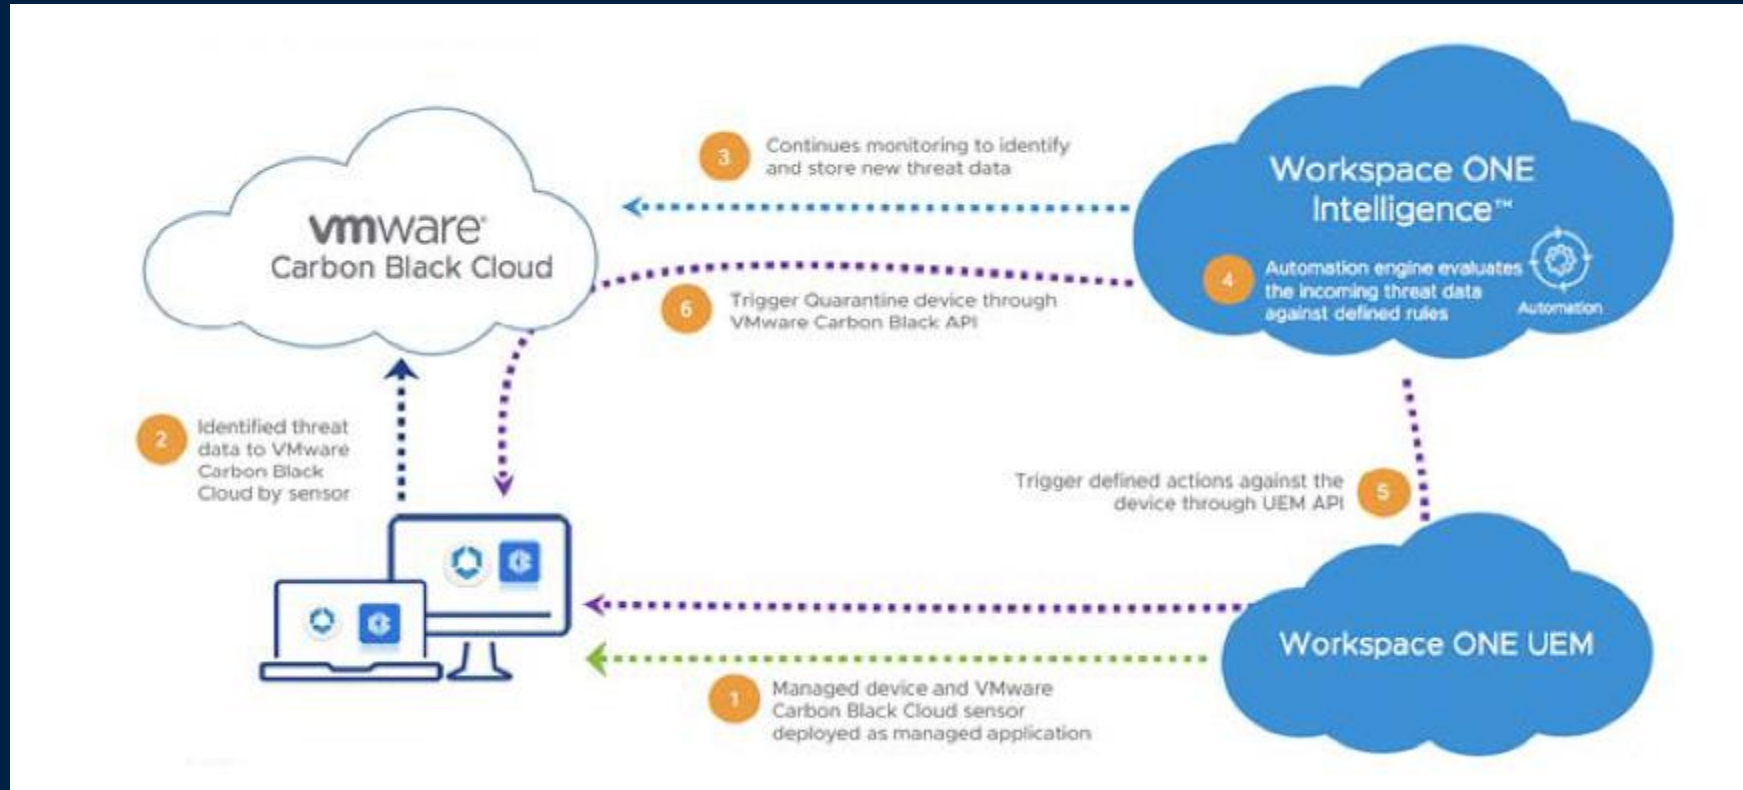 vmware®
Carbon Black Cloud
3
Continues monitoring to identify
and store new threat data
Workspace ONE
Intelligence™
4
Automation engine evaluates
the incoming threat data
against defined rules
Automation
6
Trigger Quarantine device through
VMware Carbon Black API
2
Identified threat
data to VMware
Carbon Black
Cloud by sensor
Trigger defined actions against the
device through UEM API
5
Workspace ONE UEM
1
Managed device and VMware
Carbon Black Cloud sensor
deployed as managed application